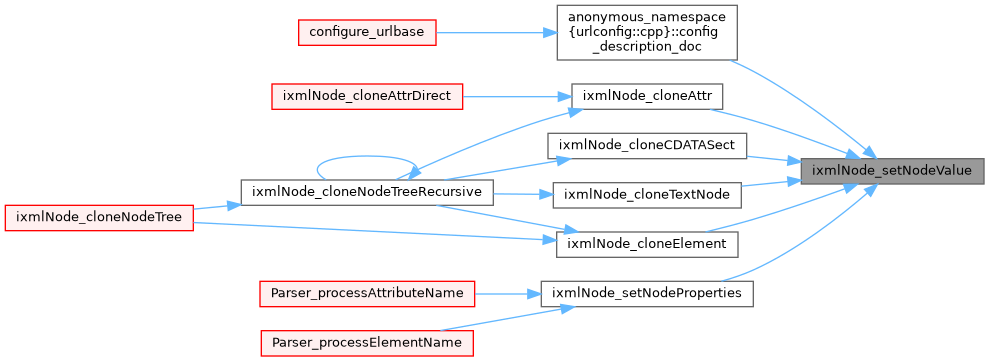 anonymous_namespace
{urlconfig::cpp}::config
_description_doc
configure_urlbase
ixmlNode_cloneAttrDirect
ixmlNode_cloneAttr
ixmlNode_cloneCDATASect
ixmlNode_setNodeValue
ixmlNode_cloneNodeTreeRecursive
ixmlNode_cloneTextNode
ixmlNode_cloneNodeTree
ixmlNode_cloneElement
Parser_processAttributeName
ixmlNode_setNodeProperties
Parser_processElementName